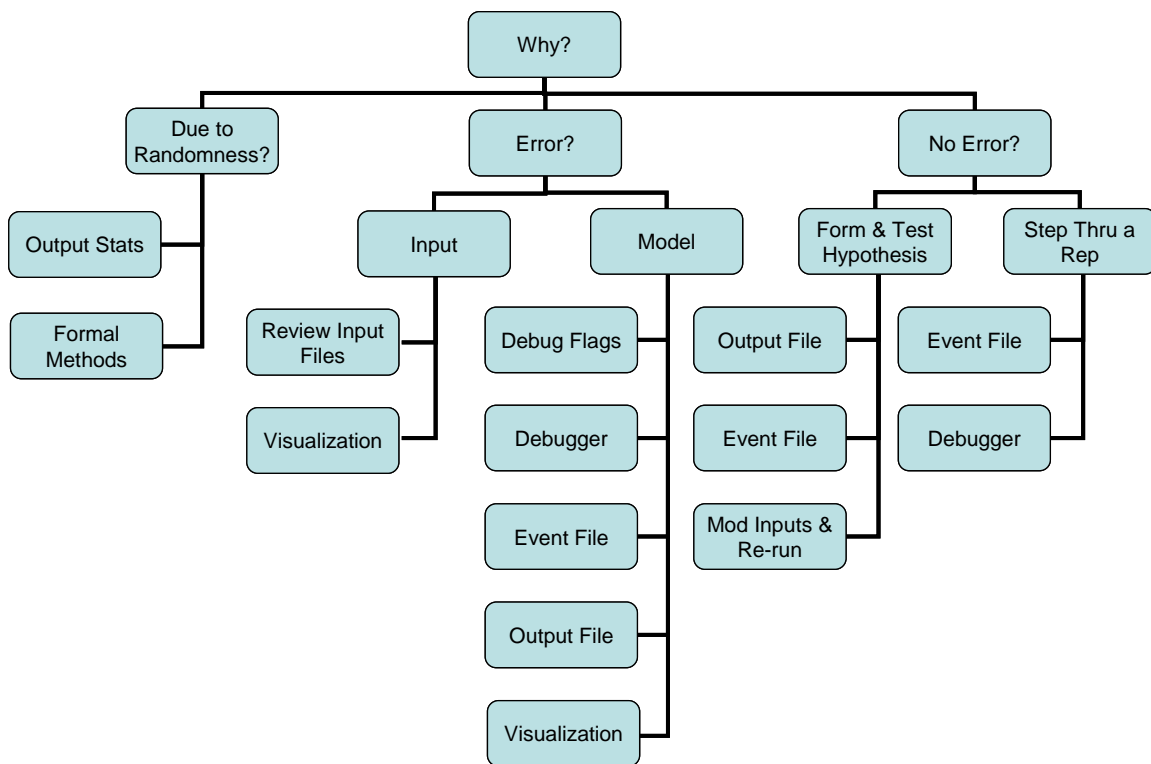 Why?
Due to
Randomness?
Error?
No Error?
Output Stats
Input
Model
Form & Test
Hypothesis
Step Thru a
Rep
Formal
Methods
Review Input
Files
Debug Flags
Output File
Event File
Visualization
Debugger
Event File
Debugger
Event File
Mod Inputs &
Re-run
Output File
Visualization